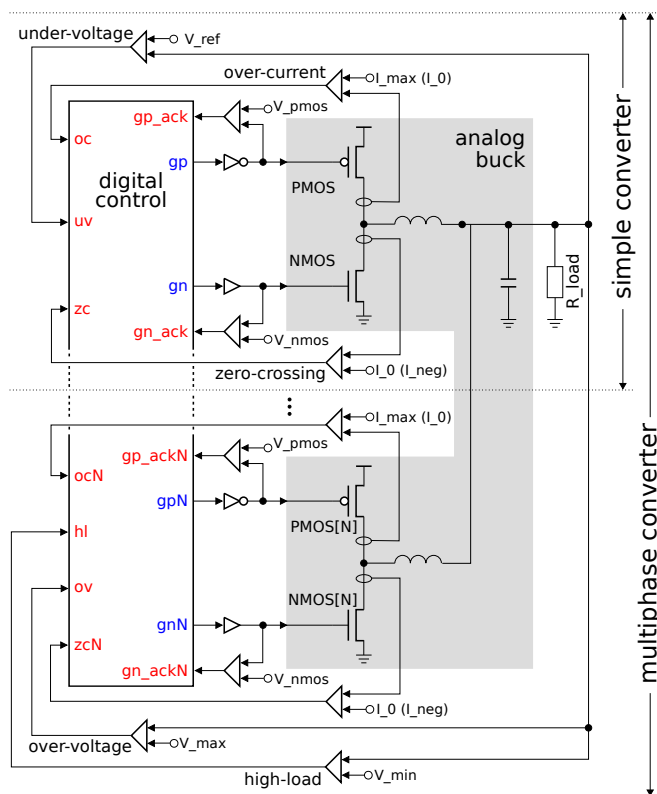 under-voltage
V_ref
over-current
I_max (I_0)
gp_ack
V_pmos
analog
buck
oc
digital
control
gp
PMOS
uv
NMOS
gn
zc
gn_ack
V_nmos
R_load
zero-crossing
I_0 (I_neg)
simple converter
⋮
I_max (I_0)
gp_ackN
V_pmos
ocN
gpN
PMOS[N]
hl
ov
NMOS[N]
gnN
zcN
gn_ackN
V_nmos
I_0 (I_neg)
over-voltage
V_max
high-load
V_min
multiphase converter